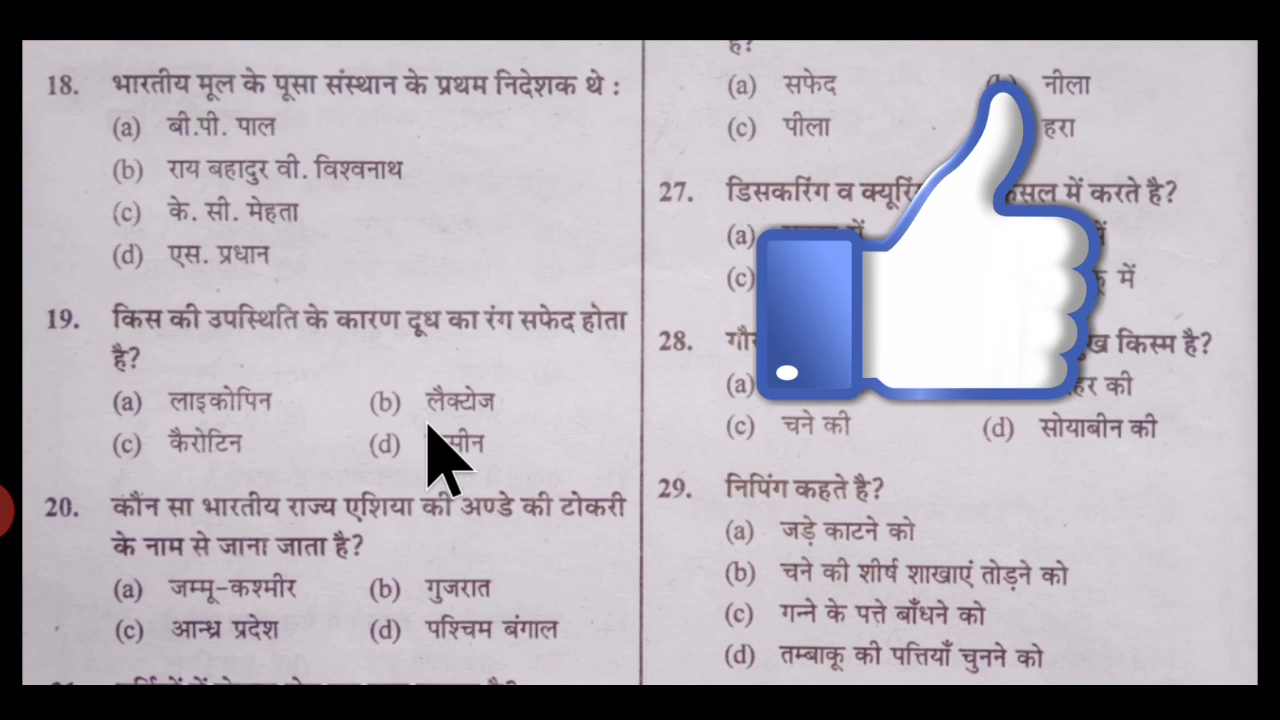 18. भारतीय मूल के पूसा संस्थान के प्रथम निदेशक थे :
(a) बी.पी. पाल
(b) राय बहादुर वी. विश्वनाथ
(c) के. सी. मेहता
(d) एस. प्रधान
19. किस की उपस्थिति के कारण दूध का रंग सफेद होता
है?
(a) लाइकोपिन (b) लैक्टोज
(c) कैरोटिन (d)
20. कौन सा भारतीय राज्य एशिया की अण्डे की टोकरी
के नाम से जाना जाता है?
(a) जम्मू-कश्मीर (b) गुजरात
(c) आन्ध्र प्रदेश (d) पश्चिम बंगाल
है?
(a) सफेद नीला
(c) पीला हरा
27. डिसकरिंग व में करते है?
(a)
(c) में
28. किस्म है?
(a) की
(c) चने की (d) सोयाबीन की
29. निपिंग कहते है?
(a) जड़े काटने को
(b) चने की शीर्ष शाखाएं तोड़ने को
(c) गन्ने के पत्ते बाँधने को
(d) तम्बाकू की पत्तियाँ चुनने को